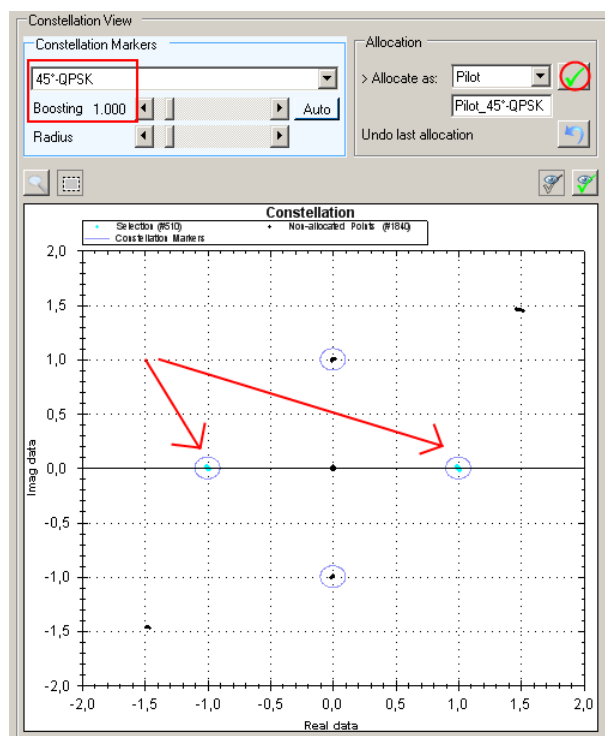 Constellation View
Constellation Markers
45°-QPSK
Boosting 1.000 Auto
Radius
Allocation
> Allocate as: Pilot
Pilot_45°-QPSK
Undo last allocation
Constellation
Selection (#510) Non-allocated Points (#1840)
Constellation Markers
2,0
1,5
1,0
0,5
0,0
-0,5
-1,0
-1,5
-2,0
Imag data
-2,0 -1,5 -1,0 -0,5 0,0 0,5 1,0 1,5 2,0
Real data